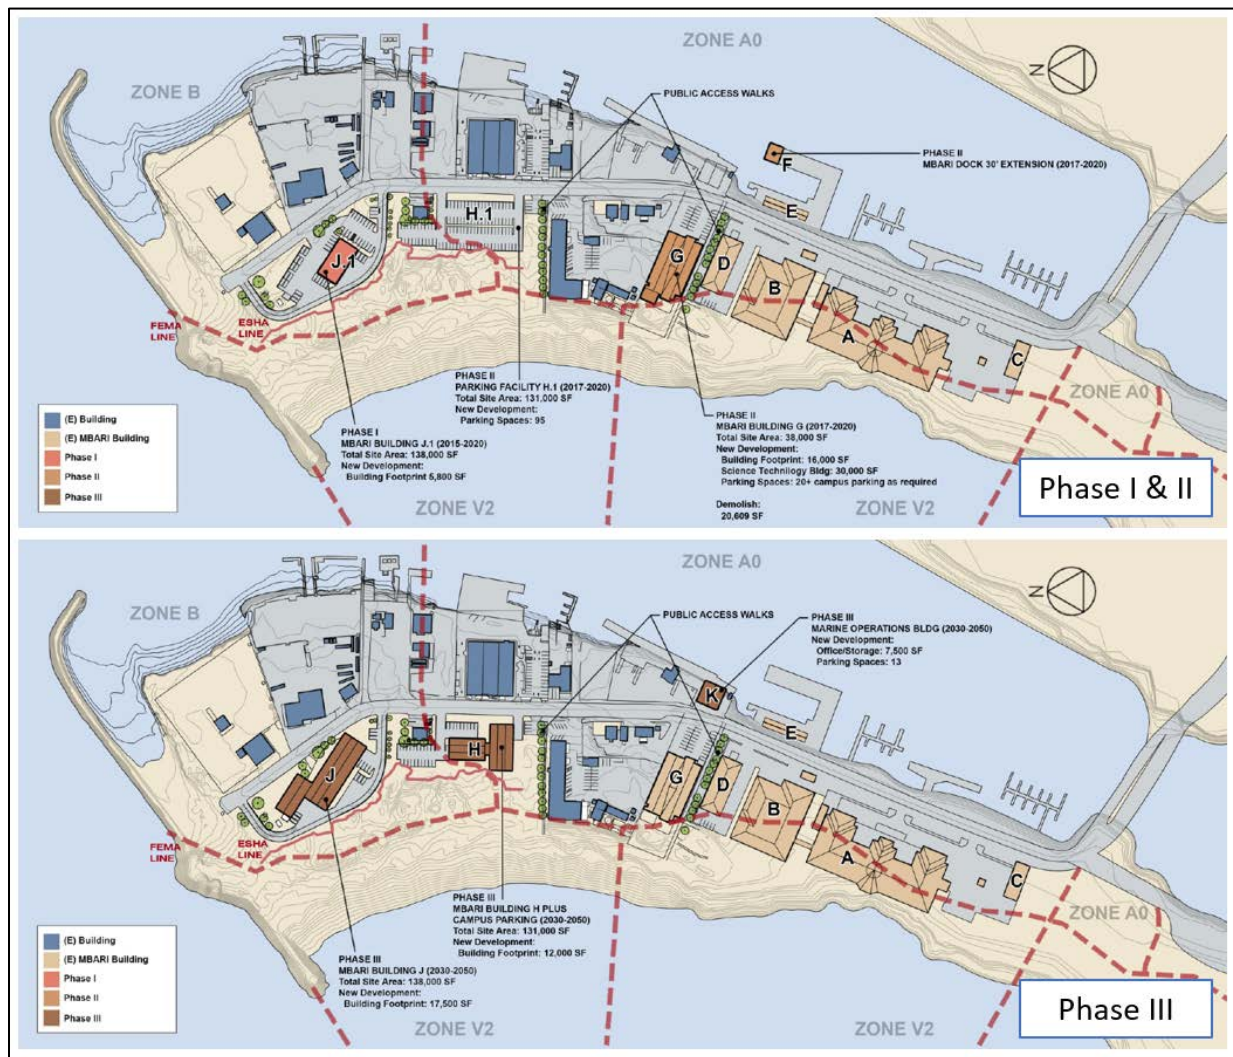 ZONE A0
ZONE B
N
PUBLIC ACCESS WALKS
PHASE II
MBARI DOCK 30' EXTENSION (2017-2020)
F
E
H.1
J.1
G
D
B
A
C
FEMA
LINE
ESHA
LINE
ZONE A0
PHASE II
PARKING FACILITY H.1 (2017-2020)
Total Site Area: 131,000 SF
New Development:
Parking Spaces: 95
PHASE I
MBARI BUILDING J.1 (2015-2020)
Total Site Area: 138,000 SF
New Development:
Building Footprint 5,800 SF
PHASE II
MBARI BUILDING G (2017-2020)
Total Site Area: 38,000 SF
New Development:
Building Footprint: 16,000 SF
Science Technilogy Bldg: 30,000 SF
Parking Spaces: 20+ campus parking as required
Demolish:
20,609 SF
(E) Building
(E) MBARI Building
Phase I
Phase II
Phase III
ZONE V2
ZONE V2
Phase I & II
ZONE A0
ZONE B
N
PUBLIC ACCESS WALKS
PHASE III
MARINE OPERATIONS BLDG (2030-2050)
New Development:
Office/Storage: 7,500 SF
Parking Spaces: 13
K
E
H
J
G
D
B
A
C
FEMA
LINE
ESHA
LINE
ZONE A0
PHASE III
MBARI BUILDING H PLUS
CAMPUS PARKING (2030-2050)
Total Site Area: 131,000 SF
New Development:
Building Footprint: 12,000 SF
PHASE III
MBARI BUILDING J (2030-2050)
Total Site Area: 138,000 SF
New Development:
Building Footprint: 17,500 SF
(E) Building
(E) MBARI Building
Phase I
Phase II
Phase III
ZONE V2
ZONE V2
Phase III